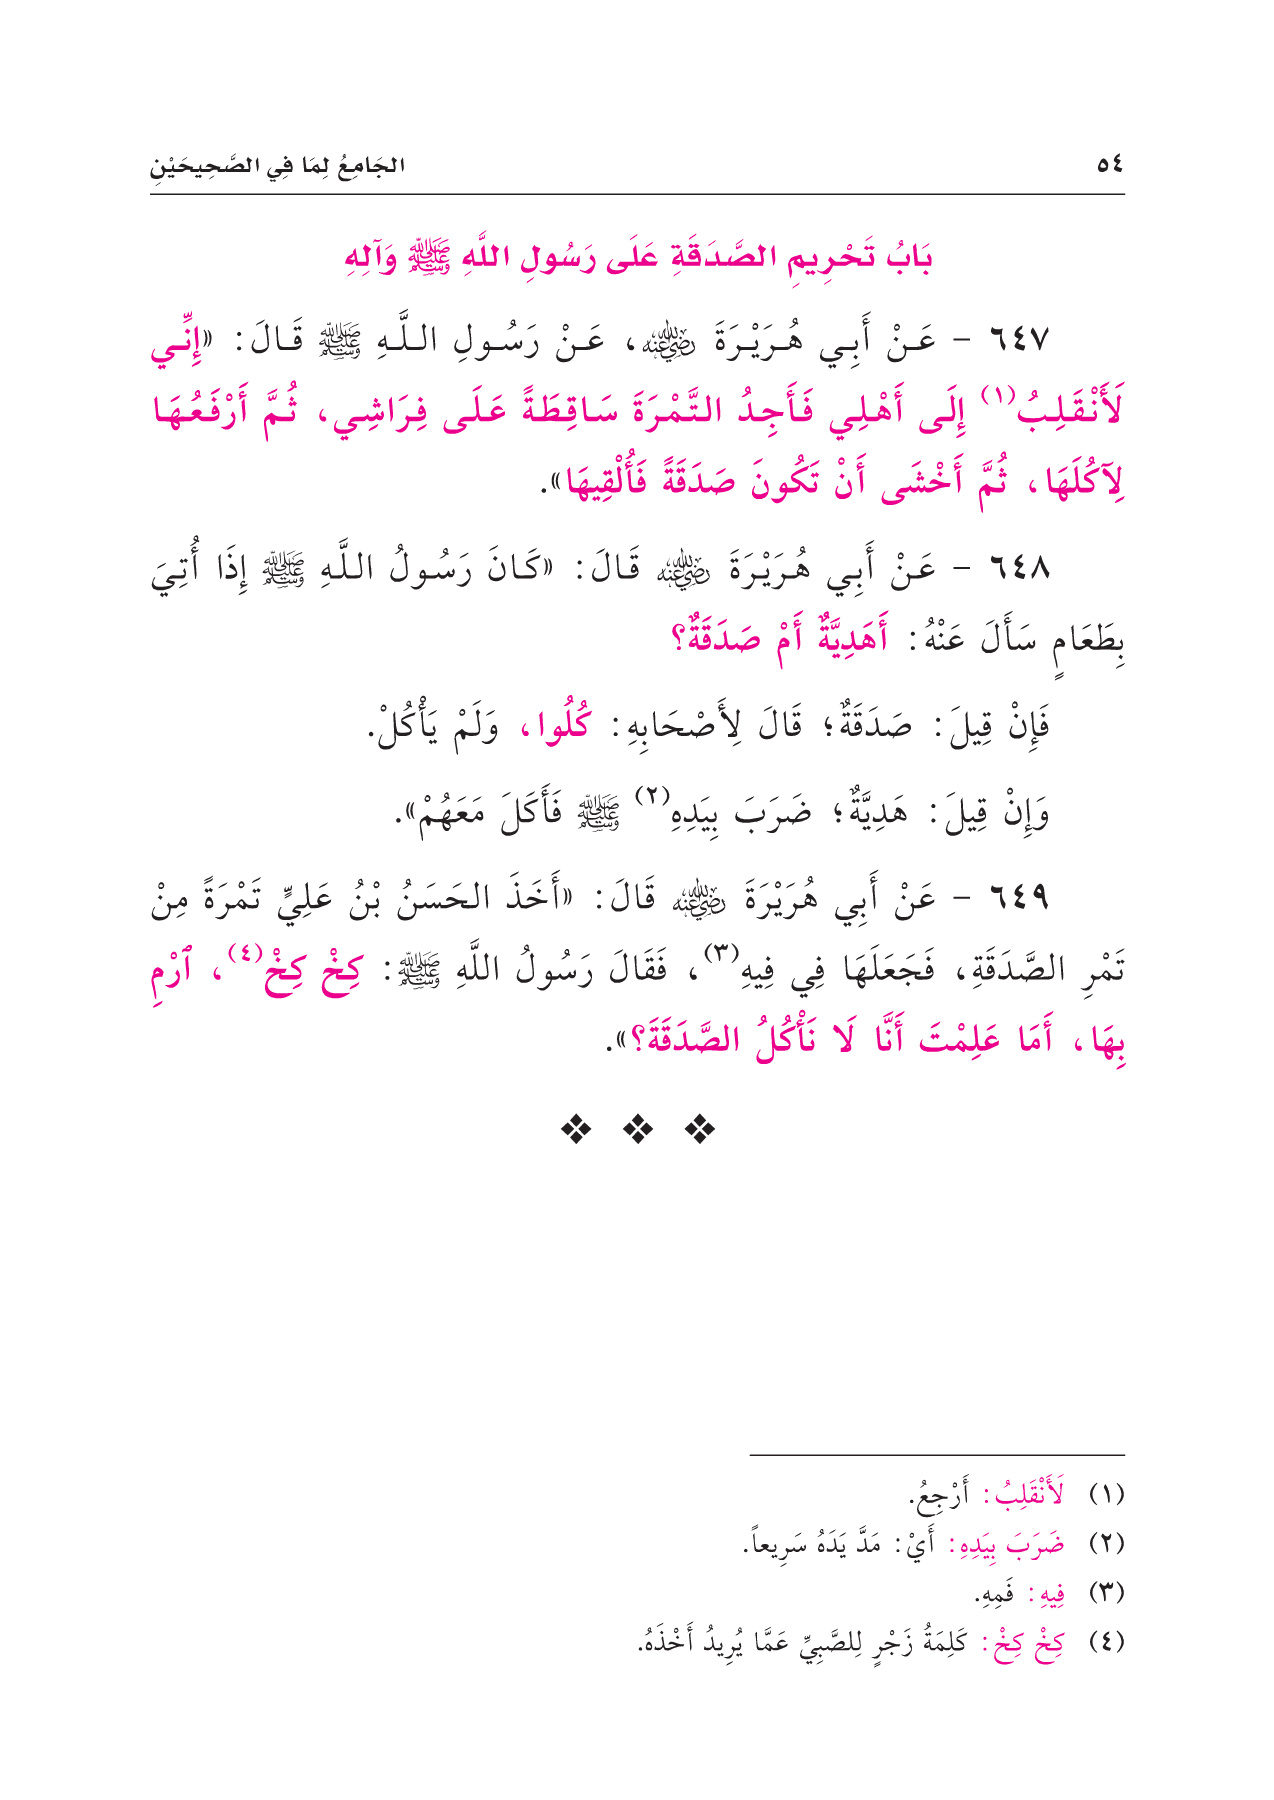 ٥٤ الجَامِعُ لِمَا فِي الصَّحِيحَيْنِ
بَابُ تَحْرِيمِ الصَّدَقَةِ عَلَى رَسُولِ اللَّهِ ﷺ وَآلِهِ
٦٤٧ - عَنْ أَبِي هُرَيْرَةَ رضي الله عنه، عَنْ رَسُولِ اللَّهِ ﷺ قَالَ: «إِنِّي
لَأَنْقَلِبُ(١) إِلَى أَهْلِي فَأَجِدُ التَّمْرَةَ سَاقِطَةً عَلَى فِرَاشِي، ثُمَّ أَرْفَعُهَا
لِآكُلَهَا، ثُمَّ أَخْشَى أَنْ تَكُونَ صَدَقَةً فَأُلْقِيهَا».
٦٤٨ - عَنْ أَبِي هُرَيْرَةَ رضي الله عنه قَالَ: «كَانَ رَسُولُ اللَّهِ ﷺ إِذَا أُتِيَ
بِطَعَامٍ سَأَلَ عَنْهُ: أَهَدِيَّةٌ أَمْ صَدَقَةٌ؟
فَإِنْ قِيلَ: صَدَقَةٌ؛ قَالَ لِأَصْحَابِهِ: كُلُوا، وَلَمْ يَأْكُلْ.
وَإِنْ قِيلَ: هَدِيَّةٌ؛ ضَرَبَ بِيَدِهِ(٢) ﷺ فَأَكَلَ مَعَهُمْ».
٦٤٩ - عَنْ أَبِي هُرَيْرَةَ رضي الله عنه قَالَ: «أَخَذَ الحَسَنُ بْنُ عَلِيٍّ تَمْرَةً مِنْ
تَمْرِ الصَّدَقَةِ، فَجَعَلَهَا فِي فِيهِ(٣)، فَقَالَ رَسُولُ اللَّهِ ﷺ: كِخْ كِخْ(٤)، ٱرْمِ
بِهَا، أَمَا عَلِمْتَ أَنَّا لَا نَأْكُلُ الصَّدَقَةَ؟».
(١) لَأَنْقَلِبُ: أَرْجِعُ.
(٢) ضَرَبَ بِيَدِهِ: أَيْ: مَدَّ يَدَهُ سَرِيعاً.
(٣) فِيهِ: فَمِهِ.
(٤) كِخْ كِخْ: كَلِمَةُ زَجْرٍ لِلصَّبِيِّ عَمَّا يُرِيدُ أَخْذَهُ.